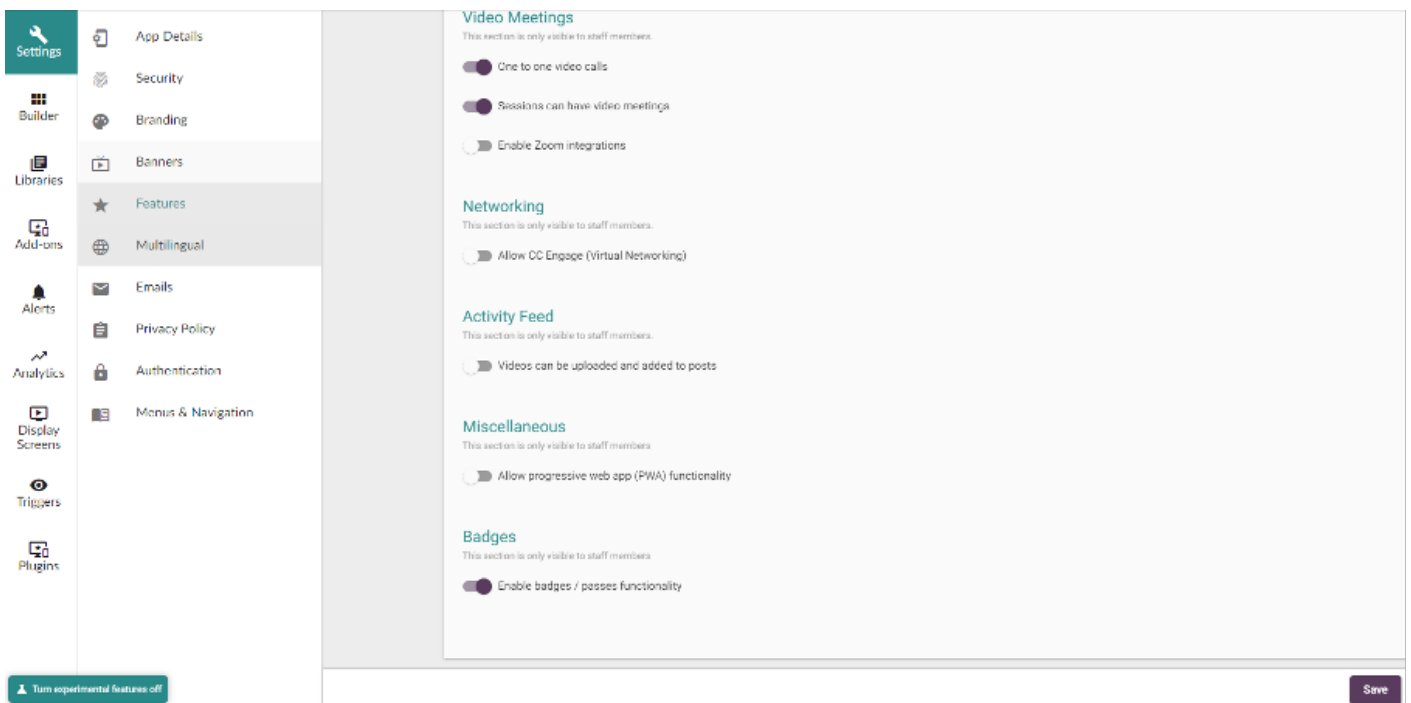 Settings
Builder
Libraries
Add-ons
Alerts
Analytics
Display
Screens
Triggers
Plugins
Turn experimental features off
App Details
Security
Branding
Banners
Features
Multilingual
Emails
Privacy Policy
Authentication
Menus & Navigation
Video Meetings
This section is only visible to staff members.
One to one video calls
Sessions can have video meetings
Enable Zoom integrations
Networking
This section is only visible to staff members.
Allow CC Engage (Virtual Networking)
Activity Feed
This section is only visible to staff members.
Videos can be uploaded and added to posts
Miscellaneous
This section is only visible to staff members
Allow progressive web app (PWA) functionality
Badges
This section is only visible to staff members
Enable badges / passes functionality
Save